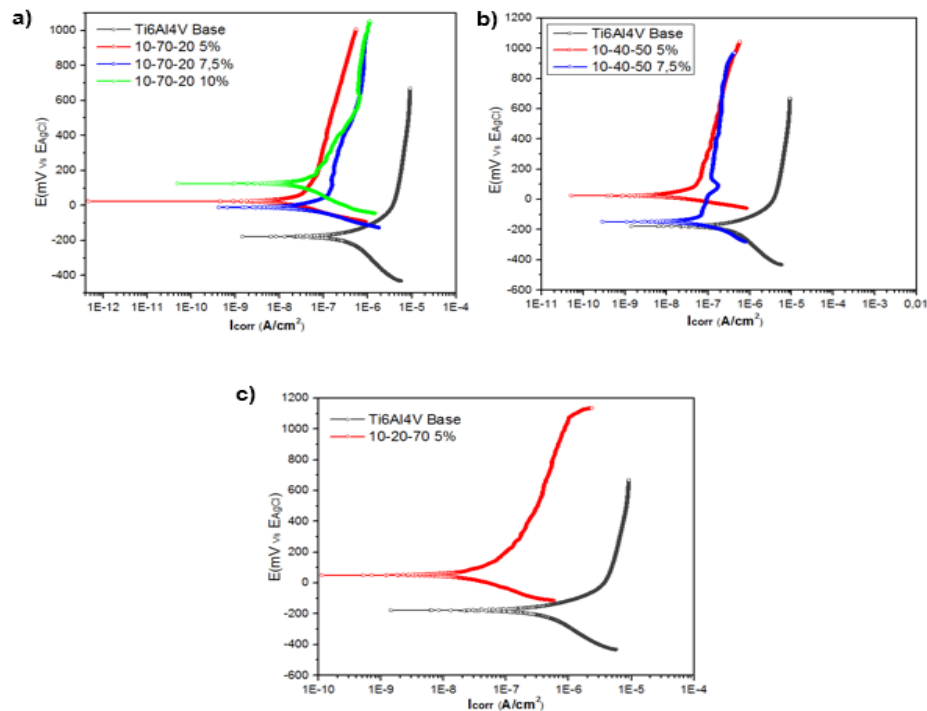 a)
Ti6Al4V Base
10-70-20 5%
10-70-20 7,5%
10-70-20 10%
1000
800
600
400
200
0
-200
-400
E(mV Vs EAgCl)
1E-12 1E-11 1E-10 1E-9 1E-8 1E-7 1E-6 1E-5 1E-4
Icorr (A/cm²)
b)
Ti6Al4V Base
10-40-50 5%
10-40-50 7,5%
1200
1000
800
600
400
200
0
-200
-400
-600
E(mV Vs EAgCl)
1E-11 1E-10 1E-9 1E-8 1E-7 1E-6 1E-5 1E-4 1E-3 0,01
Icorr (A/cm²)
c)
Ti6Al4V Base
10-20-70 5%
1200
1000
800
600
400
200
0
-200
-400
-600
E(mV Vs EAgCl)
1E-10 1E-9 1E-8 1E-7 1E-6 1E-5 1E-4
Icorr (A/cm²)